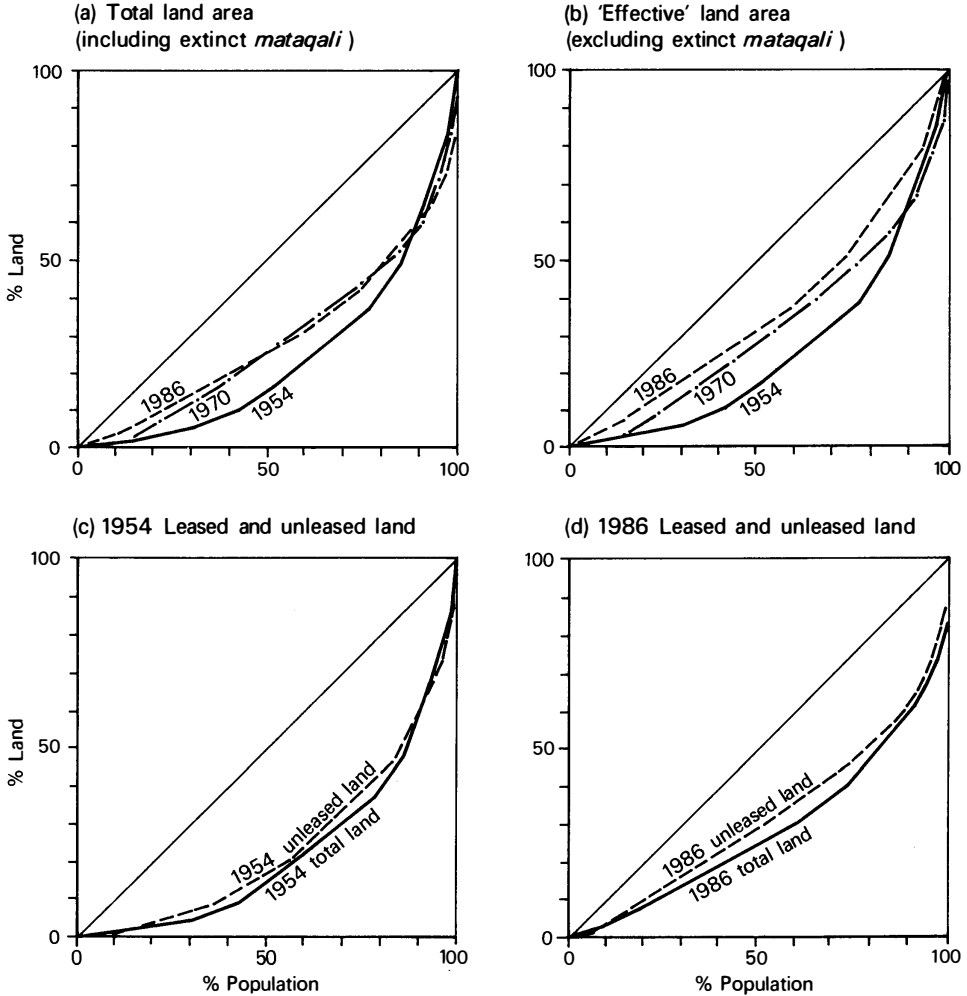 (a) Total land area
(including extinct mataqali )
100
50
0
% Land
1986
1970
1954
0
50
100
(b) 'Effective' land area
(excluding extinct mataqali )
100
50
0
1986
1970
1954
0
50
100
(c) 1954 Leased and unleased land
100
50
0
% Land
1954 unleased land
1954 total land
0
50
100
% Population
(d) 1986 Leased and unleased land
100
50
0
1986 unleased land
1986 total land
0
50
100
% Population